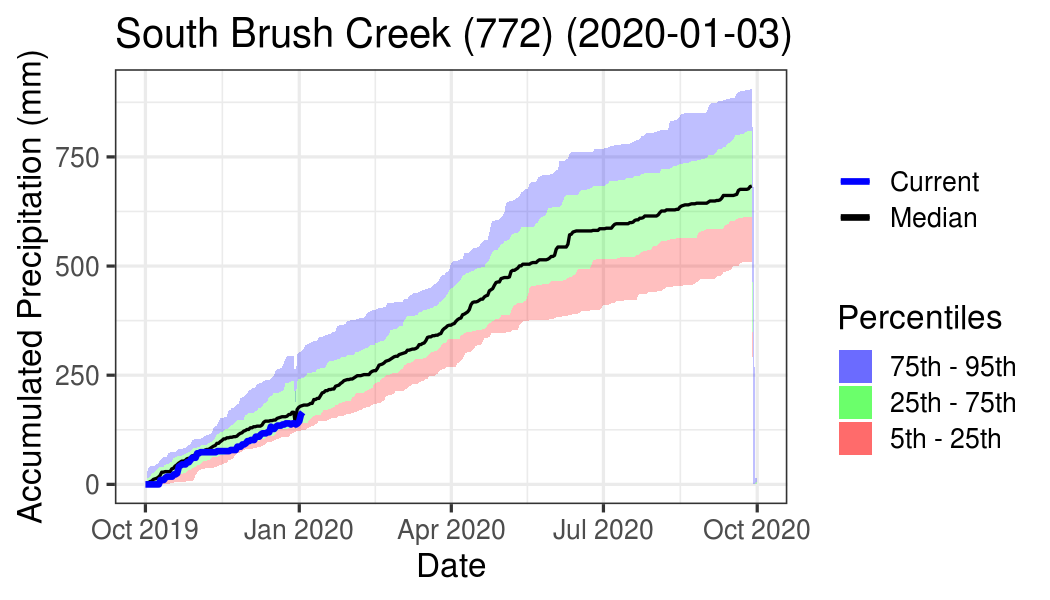 South Brush Creek (772) (2020-01-03)
Accumulated Precipitation (mm)
750
500
250
0
Oct 2019
Jan 2020
Apr 2020
Jul 2020
Oct 2020
Date
Current
Median
Percentiles
75th - 95th
25th - 75th
5th - 25th